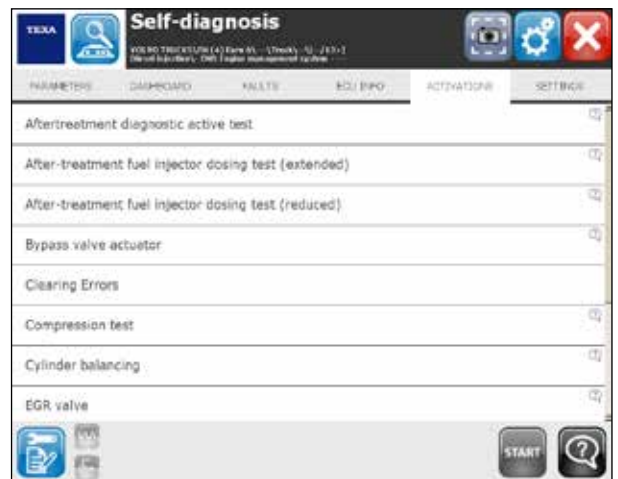 TEXA
Self-diagnosis
PARAMETERS DASHBOARD FAULTS ECU INFO ACTIVATIONS SETTINGS
Aftertreatment diagnostic active test
After-treatment fuel injector dosing test (extended)
After-treatment fuel injector dosing test (reduced)
Bypass valve actuator
Clearing Errors
Compression test
Cylinder balancing
EGR valve
START